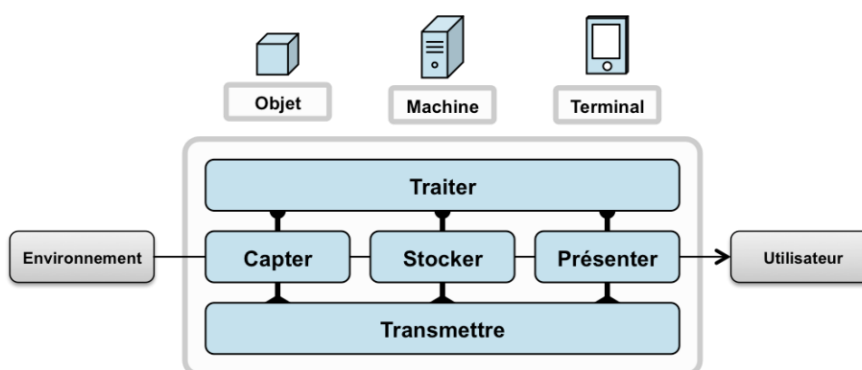 Objet
Machine
Terminal
Traiter
Environnement
Capter
Stocker
Présenter
Utilisateur
Transmettre